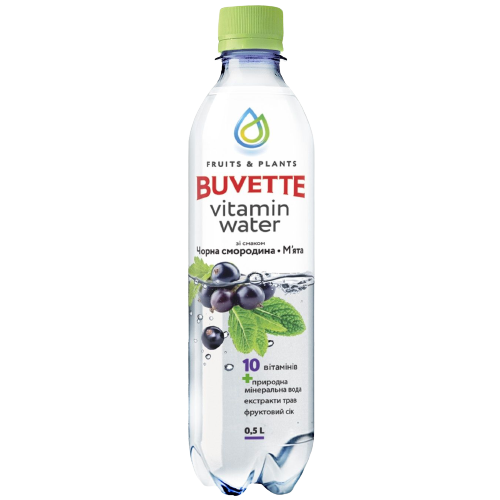 FRUITS & PLANTS
BUVETTE
vitamin
water
зі смаком
Чорна смородина • М'ята
10 вітамінів
+природна
мінеральна вода
екстракти трав
фруктовий сік
0,5 L